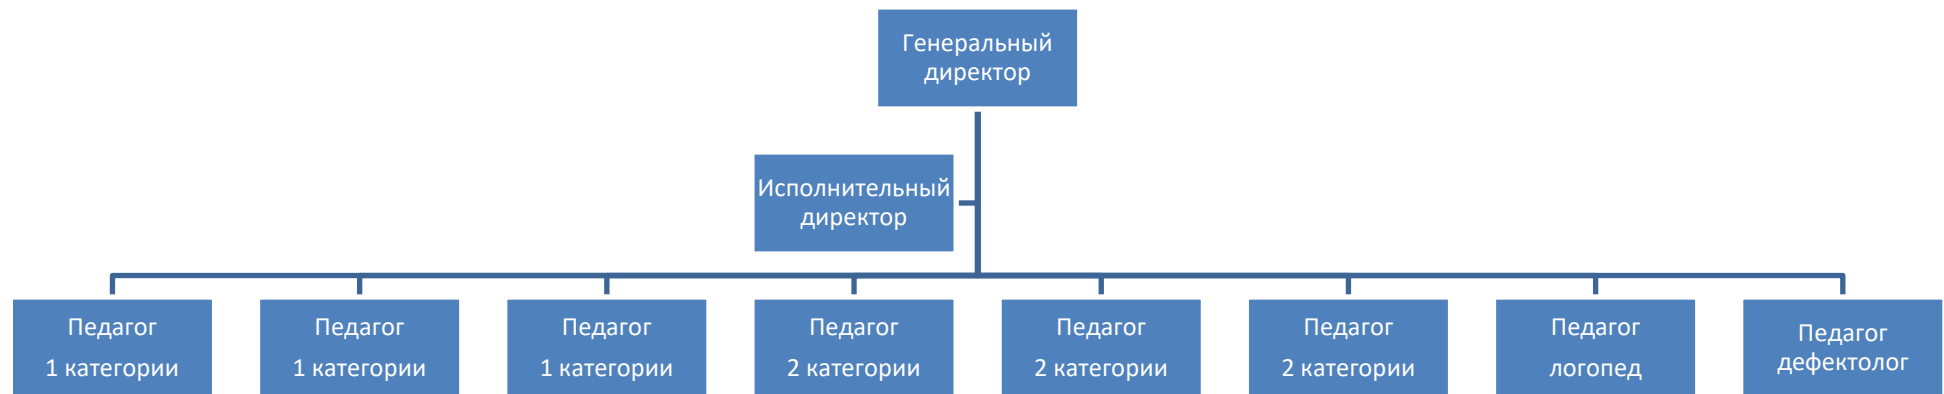 Генеральный
директор
Исполнительный
директор
Педагог
1 категории
Педагог
1 категории
Педагог
1 категории
Педагог
2 категории
Педагог
2 категории
Педагог
2 категории
Педагог
логопед
Педагог
дефектолог